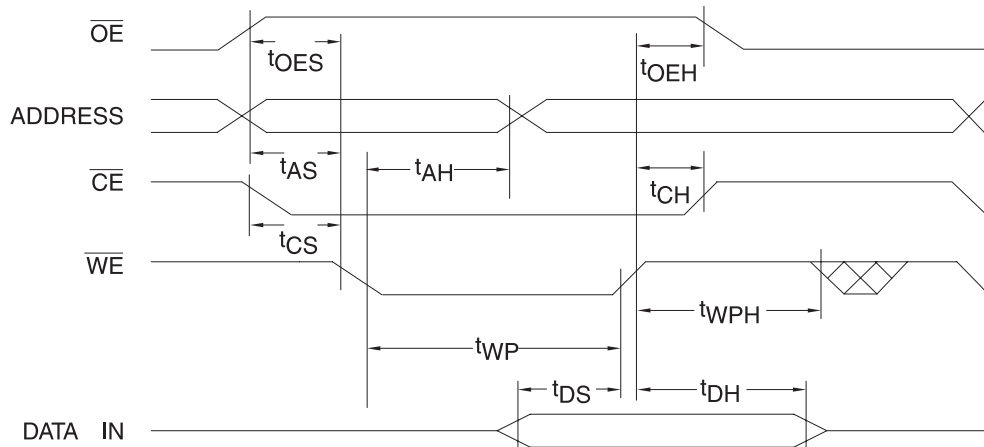 OE
tOES
tOEH
ADDRESS
tAS
tAH
CE
tCH
tCS
WE
tWPH
tWP
tDS
tDH
DATA IN